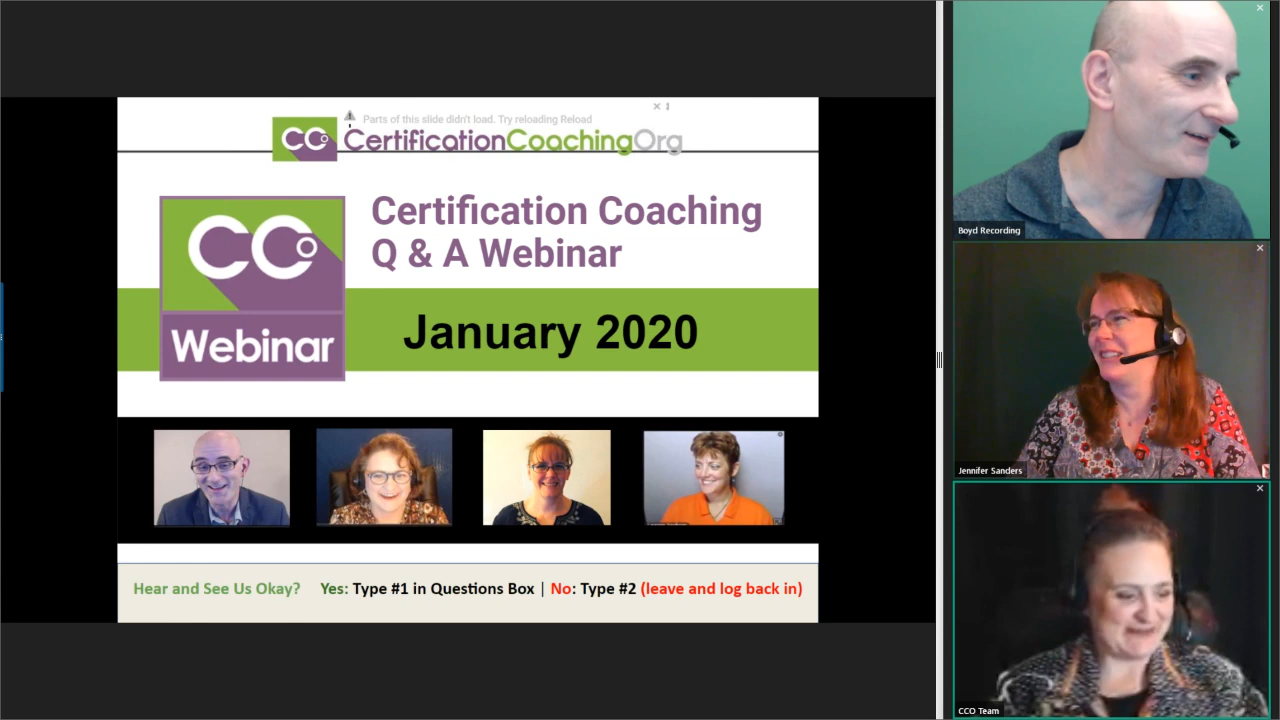 Parts of this slide didn't load. Try reloading Reload
CO CertificationCoachingOrg
CCO
Webinar
Certification Coaching
Q & A Webinar
January 2020
Hear and See Us Okay? Yes: Type #1 in Questions Box | No: Type #2 (leave and log back in)
Boyd Recording
Jennifer Sanders
CCO Team